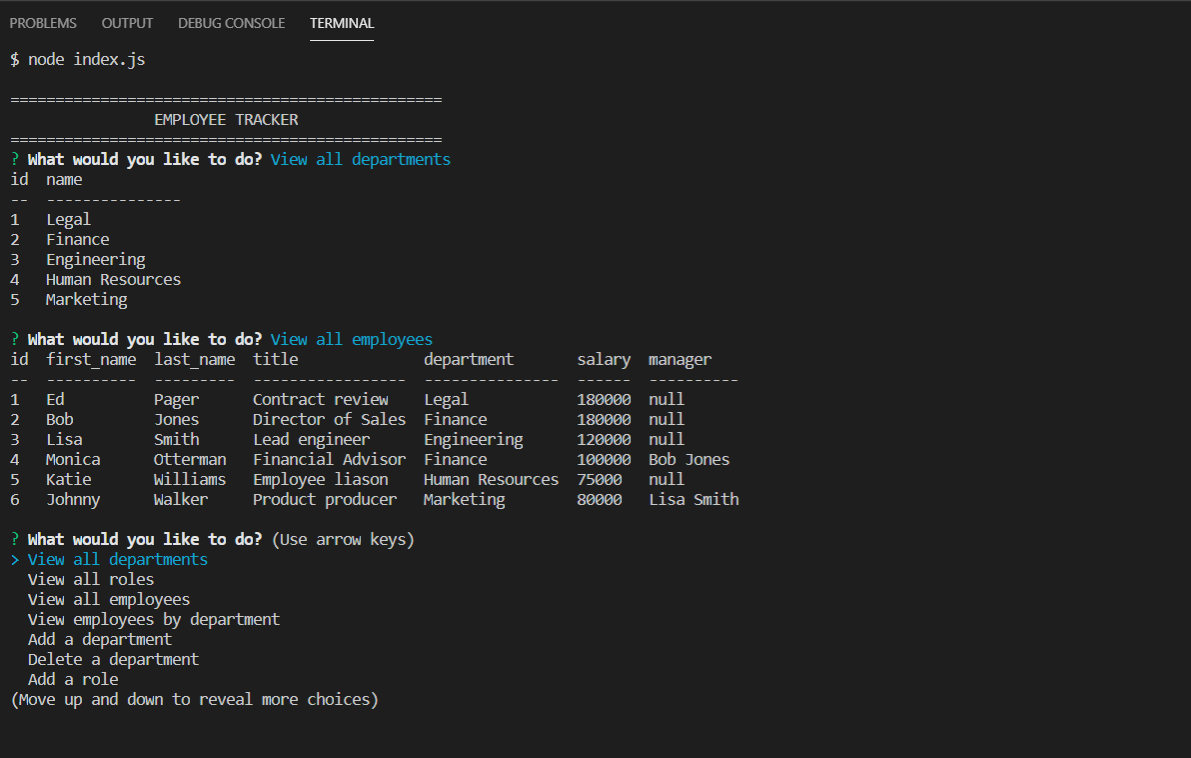 PROBLEMS OUTPUT DEBUG CONSOLE TERMINAL
$ node index.js
================================================
                EMPLOYEE TRACKER
================================================
? What would you like to do? View all departments
id  name
--  ---------------
1   Legal
2   Finance
3   Engineering
4   Human Resources
5   Marketing
? What would you like to do? View all employees
id  first_name  last_name  title              department       salary  manager
--  ----------  ---------  -----------------  ---------------  ------  ----------
1   Ed          Pager      Contract review    Legal            180000  null
2   Bob         Jones      Director of Sales  Finance          180000  null
3   Lisa        Smith      Lead engineer      Engineering      120000  null
4   Monica      Otterman   Financial Advisor  Finance          100000  Bob Jones
5   Katie       Williams   Employee liason    Human Resources  75000   null
6   Johnny      Walker     Product producer   Marketing        80000   Lisa Smith
? What would you like to do? (Use arrow keys)
> View all departments
  View all roles
  View all employees
  View employees by department
  Add a department
  Delete a department
  Add a role
(Move up and down to reveal more choices)